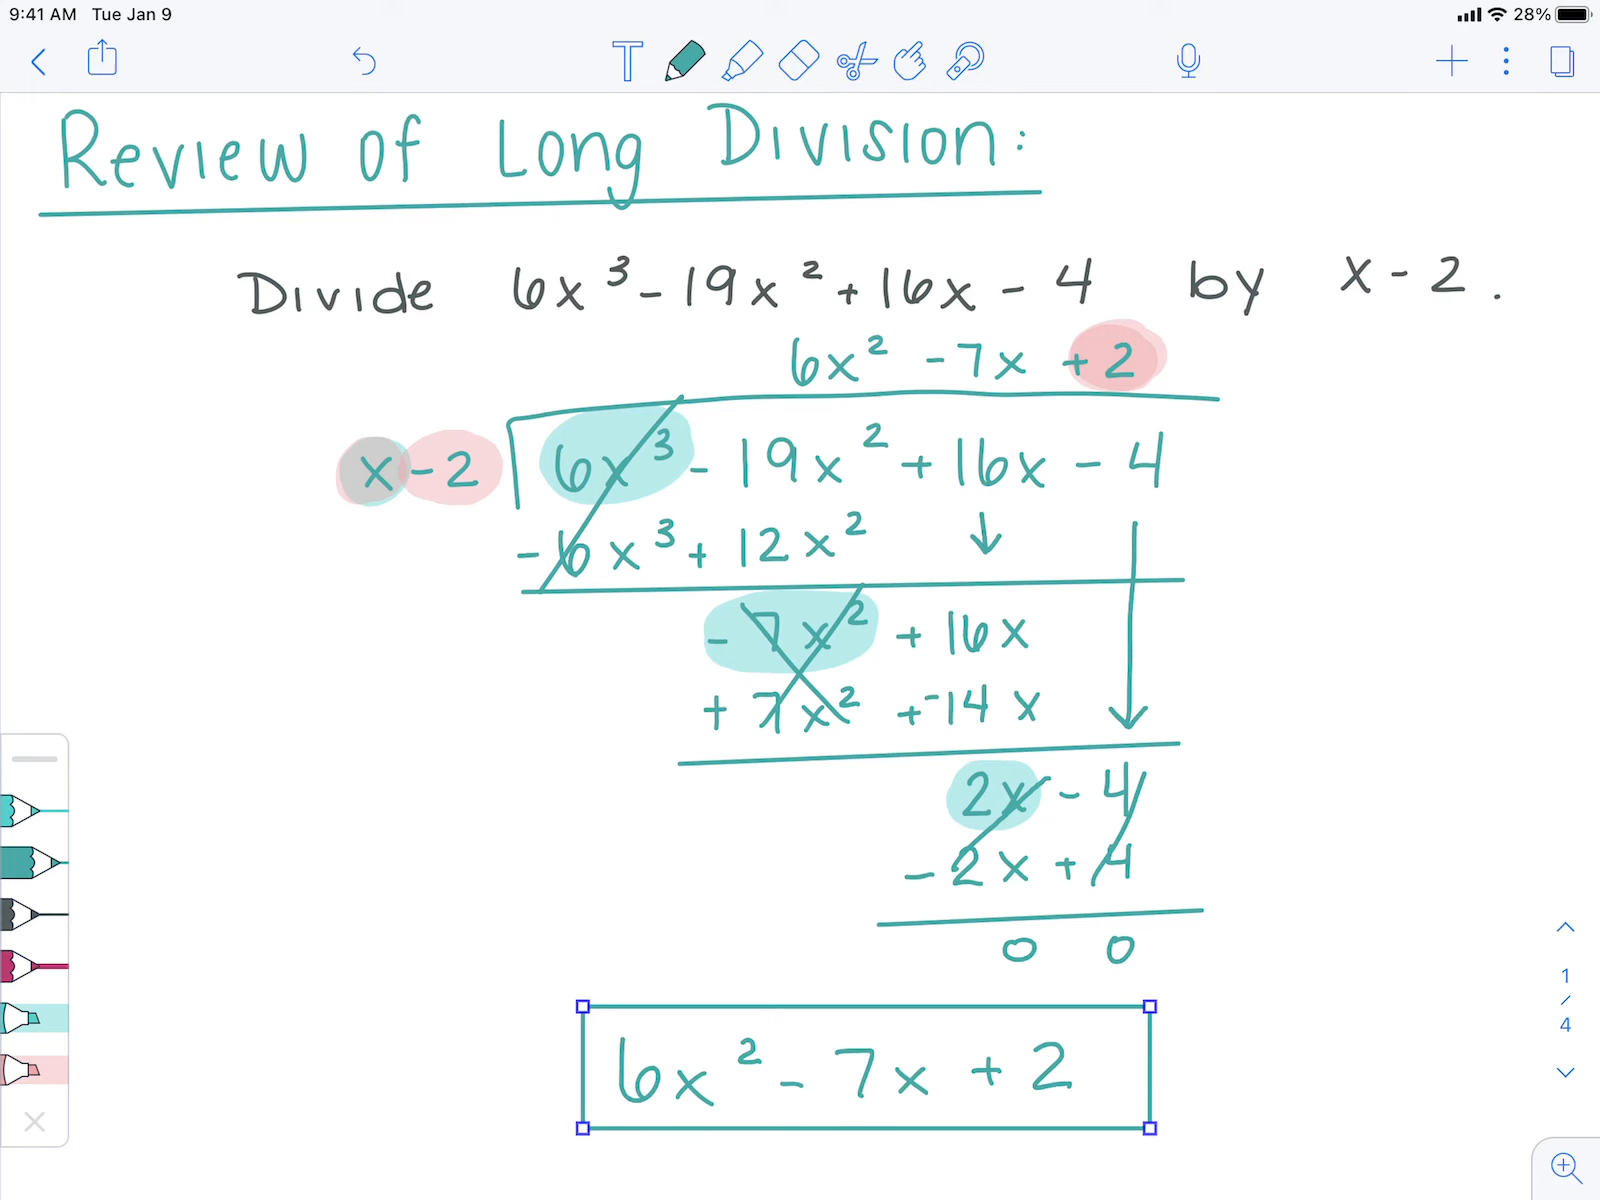 9:41 AM Tue Jan 9 28%
T
Review of Long Division:
Divide 6x³ - 19x² + 16x - 4 by x - 2 .
6x² - 7x + 2
x - 2 6x³ - 19x² + 16x - 4
- 6x³ + 12x²
- 7x² + 16x
+ 7x² + -14x
2x - 4
- 2x + 4
0 0
6x² - 7x + 2
1
/
4